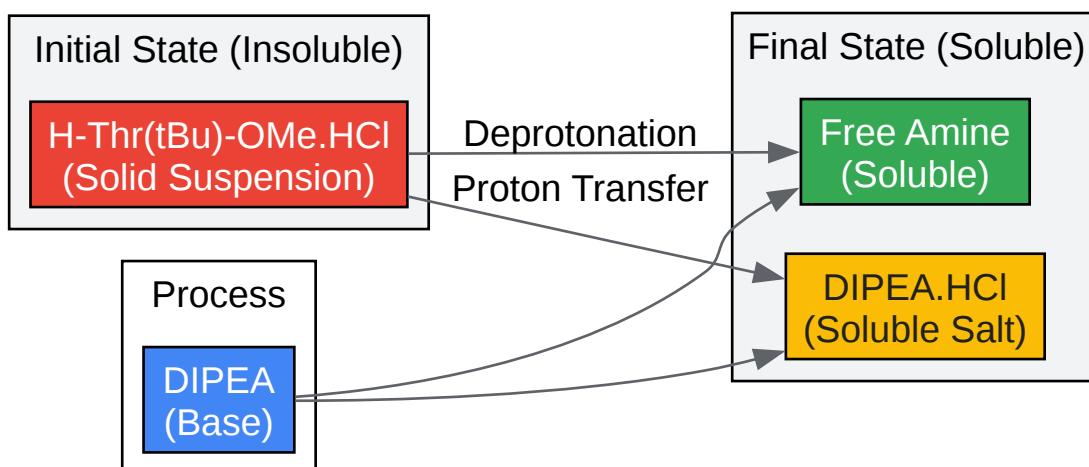 Initial State (Insoluble)
H-Thr(tBu)-OMe.HCl
(Solid Suspension)
Deprotonation
Proton Transfer
Final State (Soluble)
Free Amine
(Soluble)
DIPEA.HCl
(Soluble Salt)
Process
DIPEA
(Base)